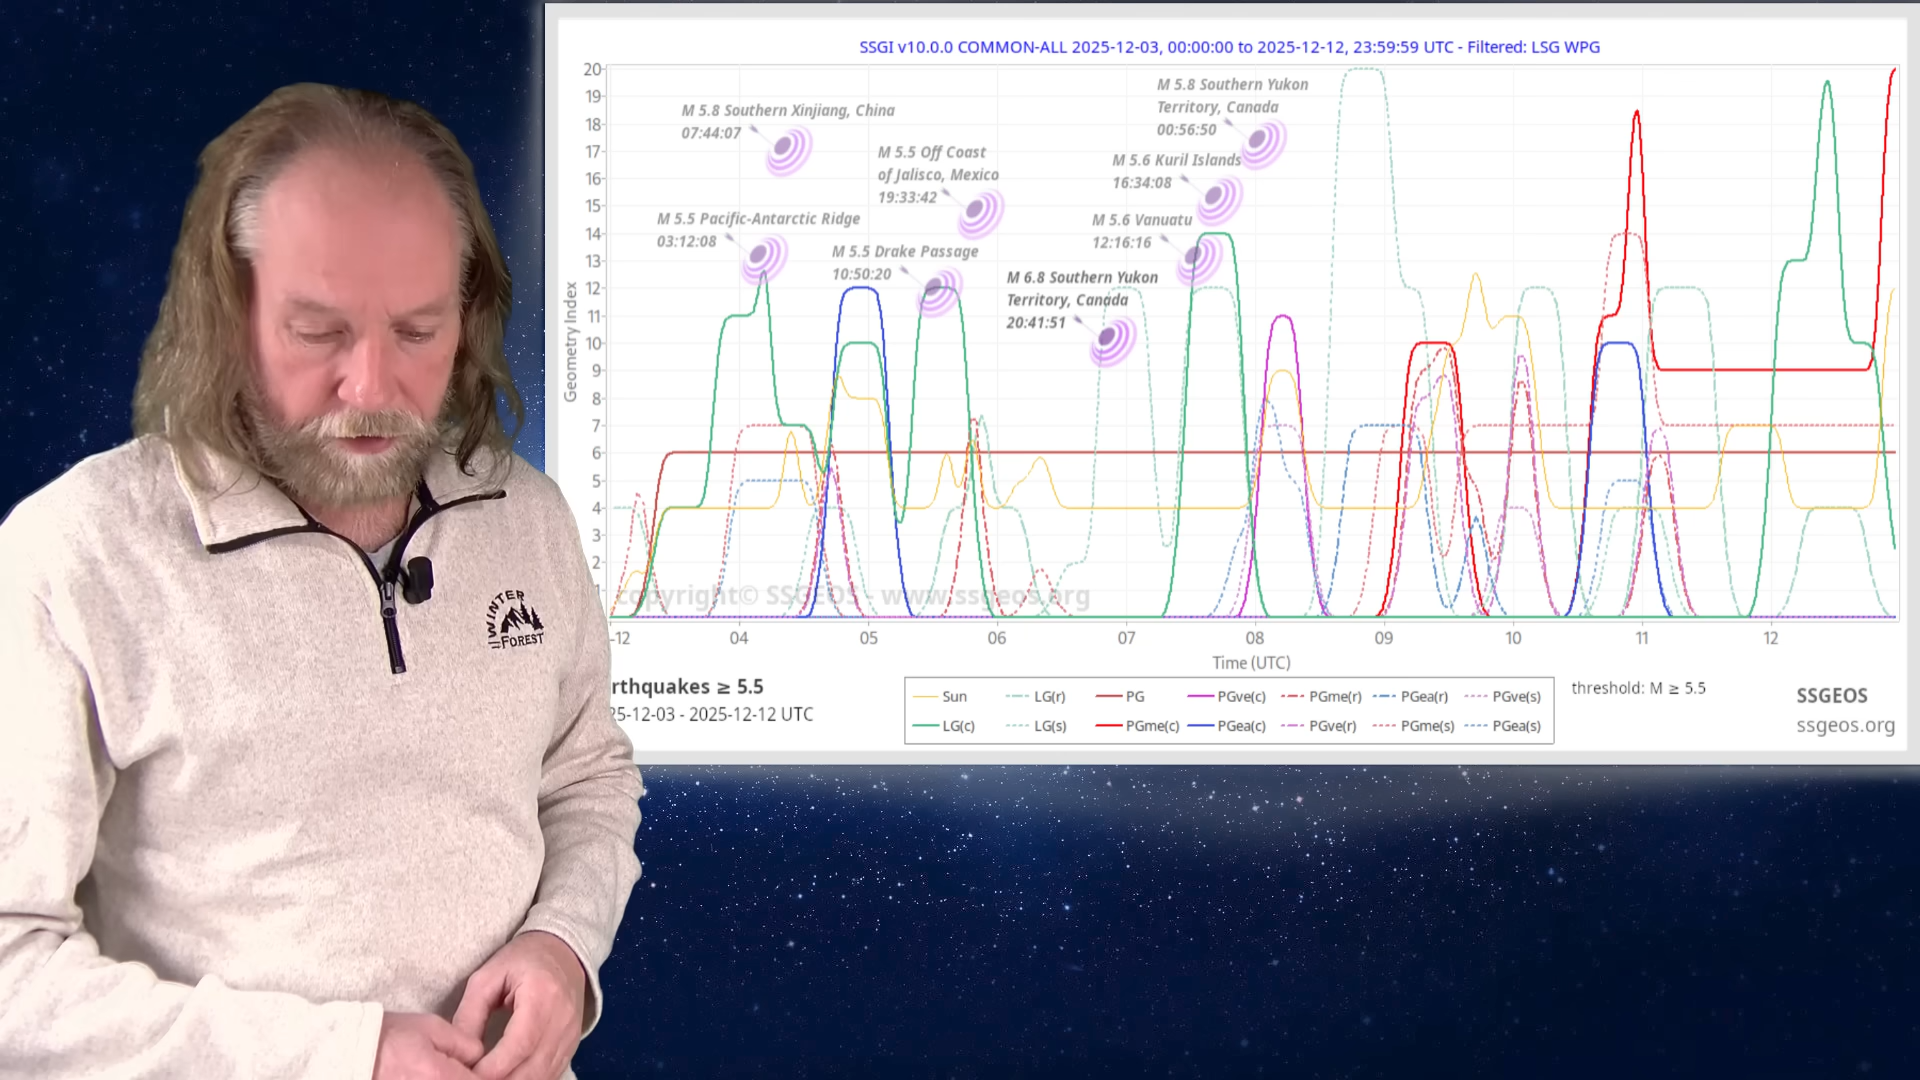 SSGI v10.0.0 COMMON-ALL 2025-12-03, 00:00:00 to 2025-12-12, 23:59:59 UTC - Filtered: LSG WPG
20
19
18
17
16
15
14
13
12
11
10
9
8
7
6
5
4
3
2
1
Geometry Index
M 5.8 Southern Xinjiang, China
07:44:07
M 5.5 Off Coast
of Jalisco, Mexico
19:33:42
M 5.5 Pacific-Antarctic Ridge
03:12:08
M 5.5 Drake Passage
10:50:20
M 5.8 Southern Yukon
Territory, Canada
00:56:50
M 5.6 Kuril Islands
16:34:08
M 5.6 Vanuatu
12:16:16
M 6.8 Southern Yukon
Territory, Canada
20:41:51
copyright© SSGEOS - www.ssgeos.org
-12 04 05 06 07 08 09 10 11 12
Time (UTC)
rthquakes ≥ 5.5
25-12-03 - 2025-12-12 UTC
Sun LG(r) PG PGve(c) PGme(r) PGea(r) PGve(s)
LG(c) LG(s) PGme(c) PGea(c) PGve(r) PGme(s) PGea(s)
threshold: M ≥ 5.5
SSGEOS
ssgeos.org
WINTER
FOREST